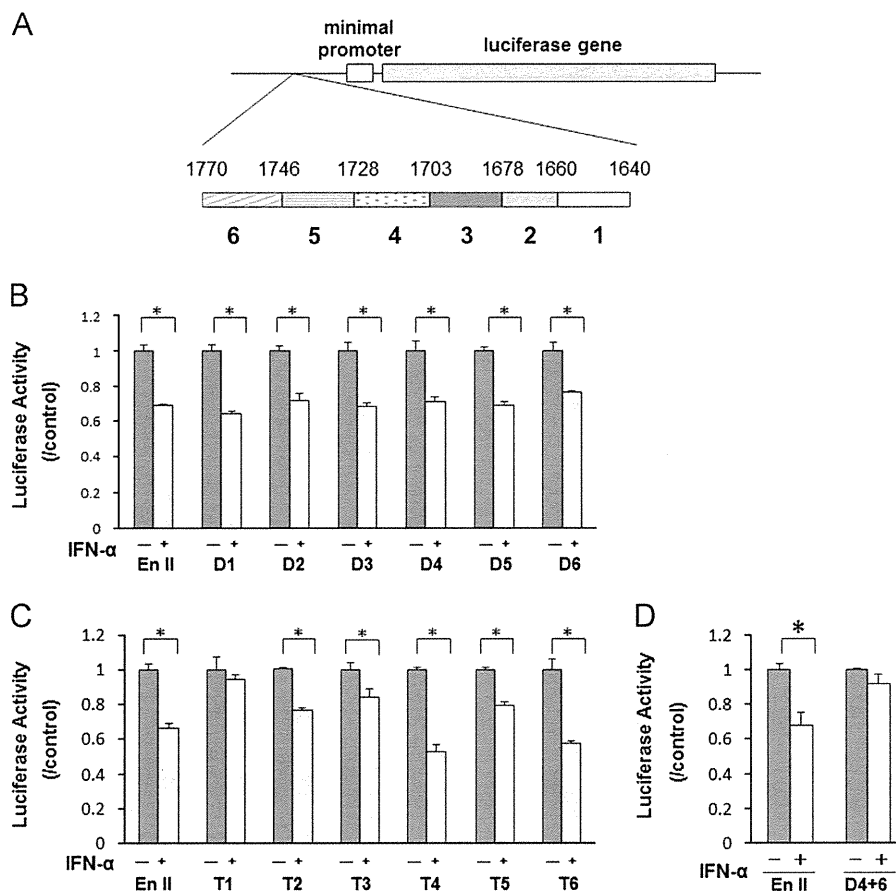 A
minimal
promoter
luciferase gene
1770 1746 1728 1703 1678 1660 1640
6 5 4 3 2 1
B
Luciferase Activity
(/control)
1.2
1
0.8
0.6
0.4
0.2
0
* * * * * * *
IFN-α — + — + — + — + — + — + — +
En II D1 D2 D3 D4 D5 D6
C
Luciferase Activity
(/control)
1.2
1
0.8
0.6
0.4
0.2
0
* * * * * *
IFN-α — + — + — + — + — + — + — +
En II T1 T2 T3 T4 T5 T6
D
Luciferase Activity
(/control)
1.2
1
0.8
0.6
0.4
0.2
0
*
IFN-α — + — +
En II D4+6